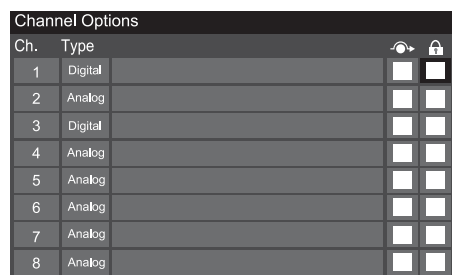 Channel Options
Ch. Type
1 Digital
2 Analog
3 Digital
4 Analog
5 Analog
6 Analog
7 Analog
8 Analog